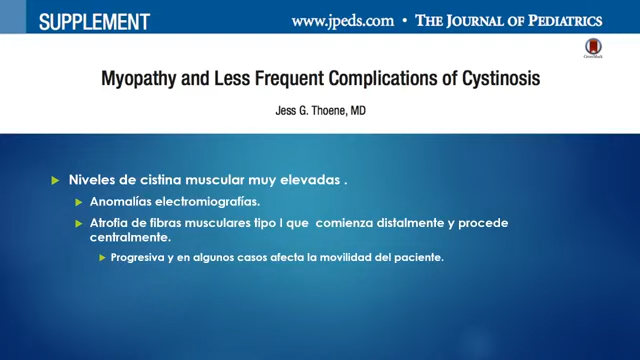 SUPPLEMENT
www.jpeds.com • THE JOURNAL OF PEDIATRICS
Myopathy and Less Frequent Complications of Cystinosis
Jess G. Thoene, MD
Niveles de cistina muscular muy elevadas .
Anomalías electromiografías.
Atrofia de fibras musculares tipo I que comienza distalmente y procede
centralmente.
Progresiva y en algunos casos afecta la movilidad del paciente.